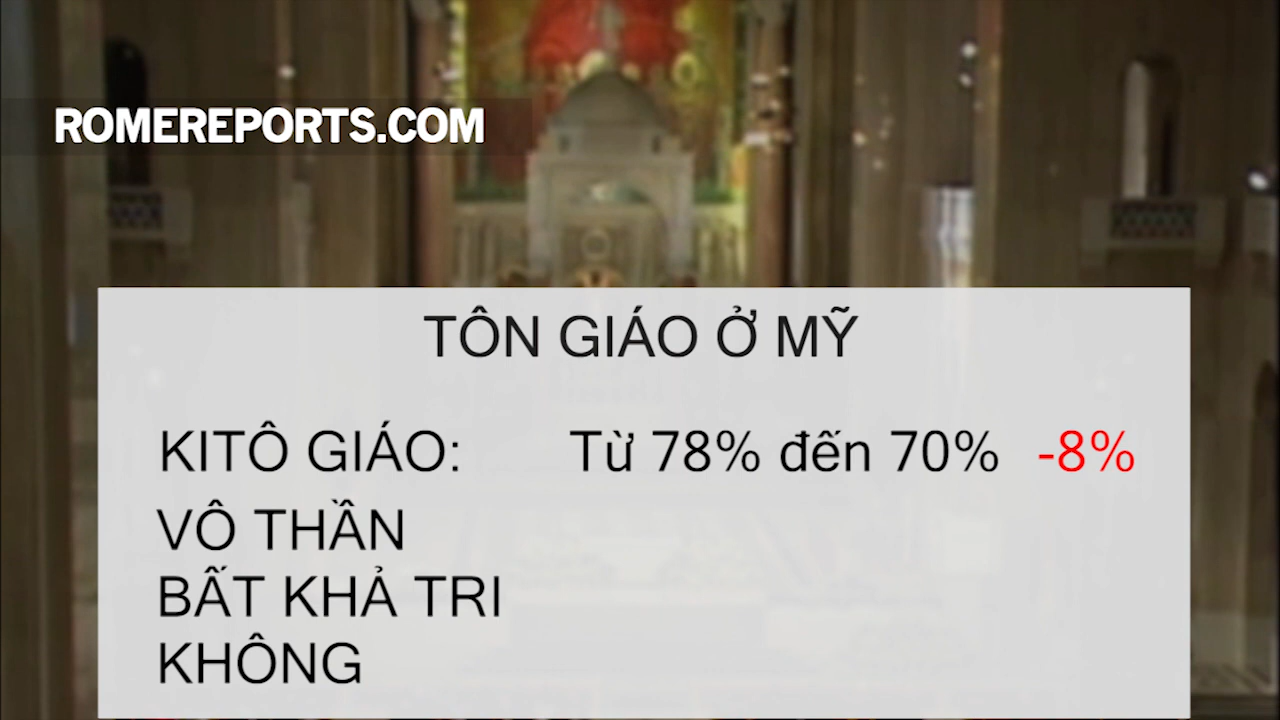 ROMEREPORTS.COM
TÔN GIÁO Ở MỸ
KITÔ GIÁO: Từ 78% đến 70% -8%
VÔ THẦN
BẤT KHẢ TRI
KHÔNG